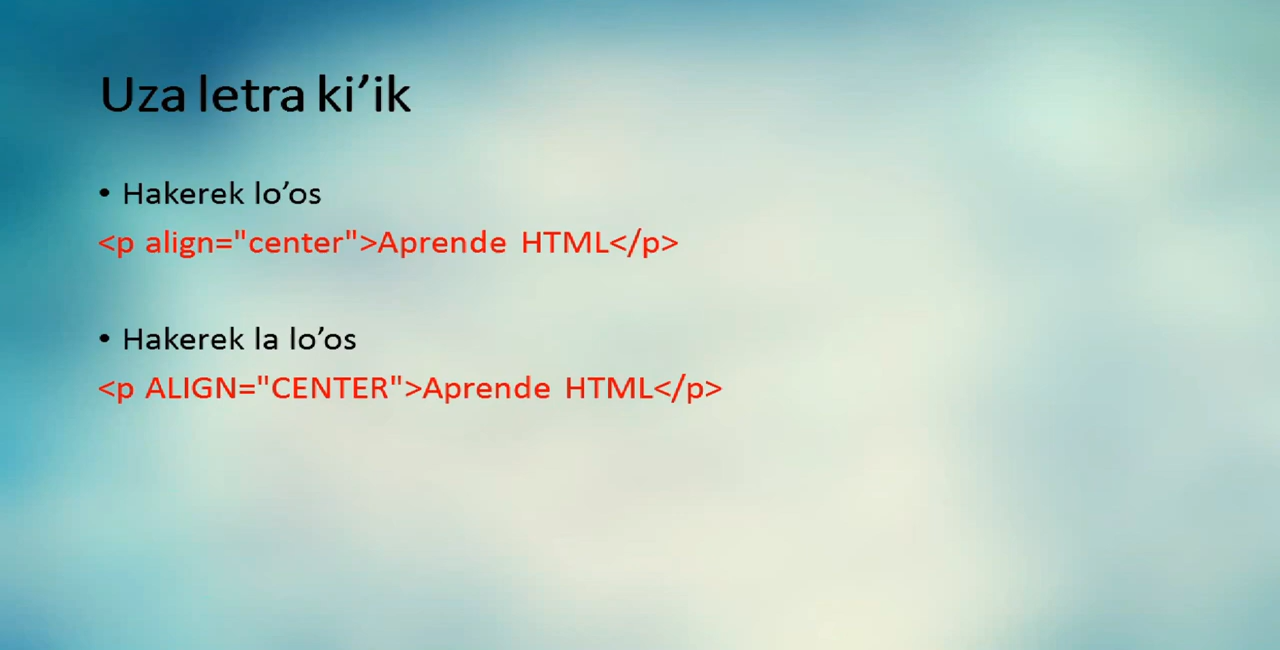 Uza letra ki’ik
• Hakerek lo’os
<p align="center">Aprende HTML</p>
• Hakerek la lo’os
<p ALIGN="CENTER">Aprende HTML</p>